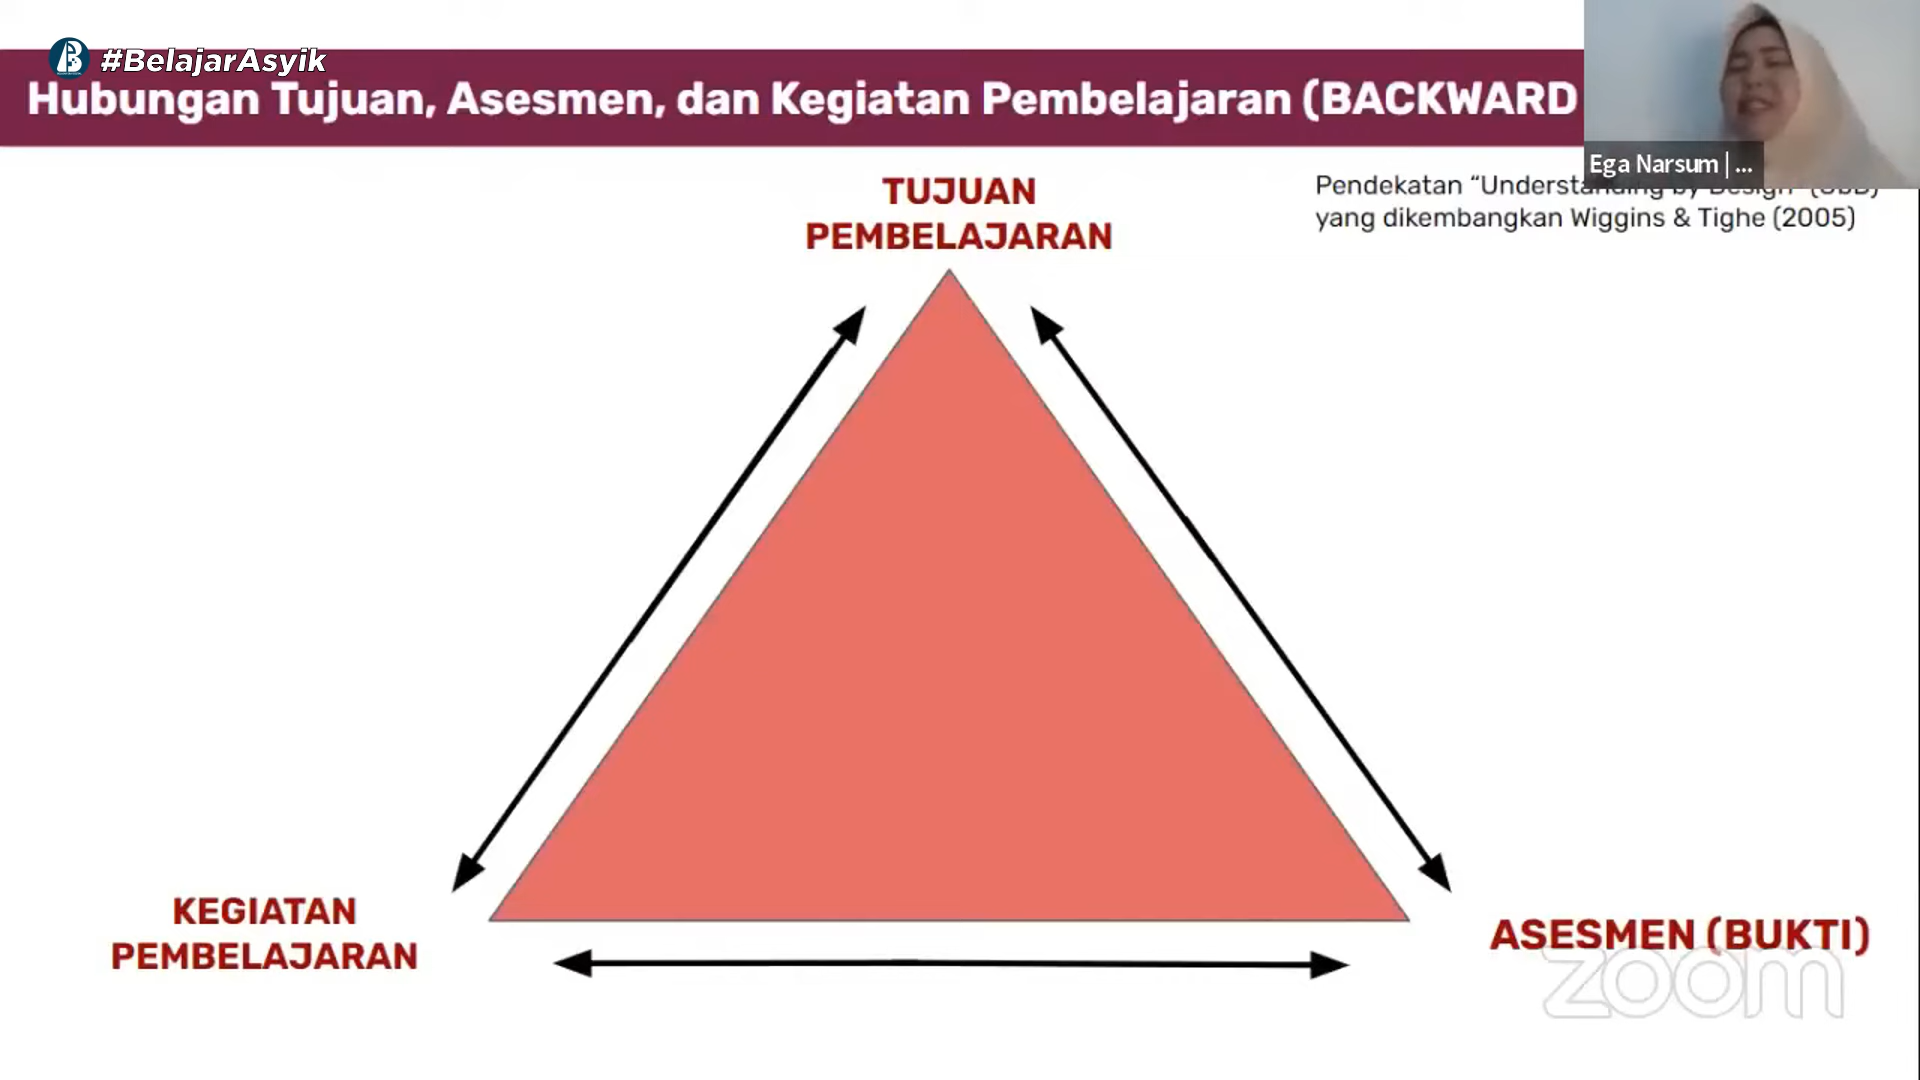 #BelajarAsyik
Hubungan Tujuan, Asesmen, dan Kegiatan Pembelajaran (BACKWARD
Ega Narsum | ...
TUJUAN
PEMBELAJARAN
Pendekatan “Understanding by Design” (UbD)
yang dikembangkan Wiggins & Tighe (2005)
KEGIATAN
PEMBELAJARAN
ASESMEN (BUKTI)
zoom